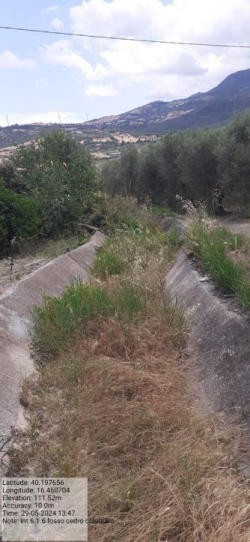 Latitude: 40.197656
Longitude: 16.460704
Elevation: 111.52m
Accuracy: 10.0m
Time: 29-05-2024 13:47
Note: Int 6.1.6 fosso cedro